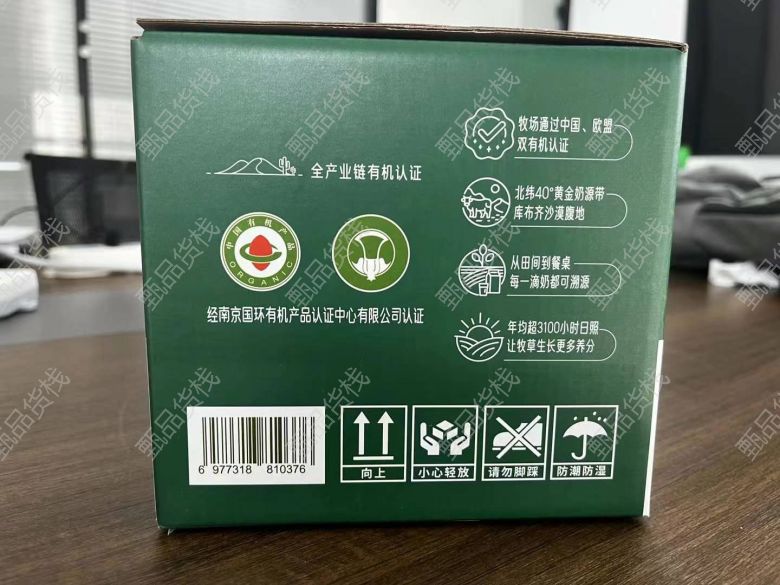 全产业链有机认证
中国有机产品
ORGANIC
经南京国环有机产品认证中心有限公司认证
牧场通过中国、欧盟
双有机认证
北纬40°黄金奶源带
库布齐沙漠腹地
从田间到餐桌
每一滴奶都可溯源
年均超3100小时日照
让牧草生长更多养分
6 977318 810376
向上
小心轻放
请勿脚踩
防潮防湿
甄品货栈